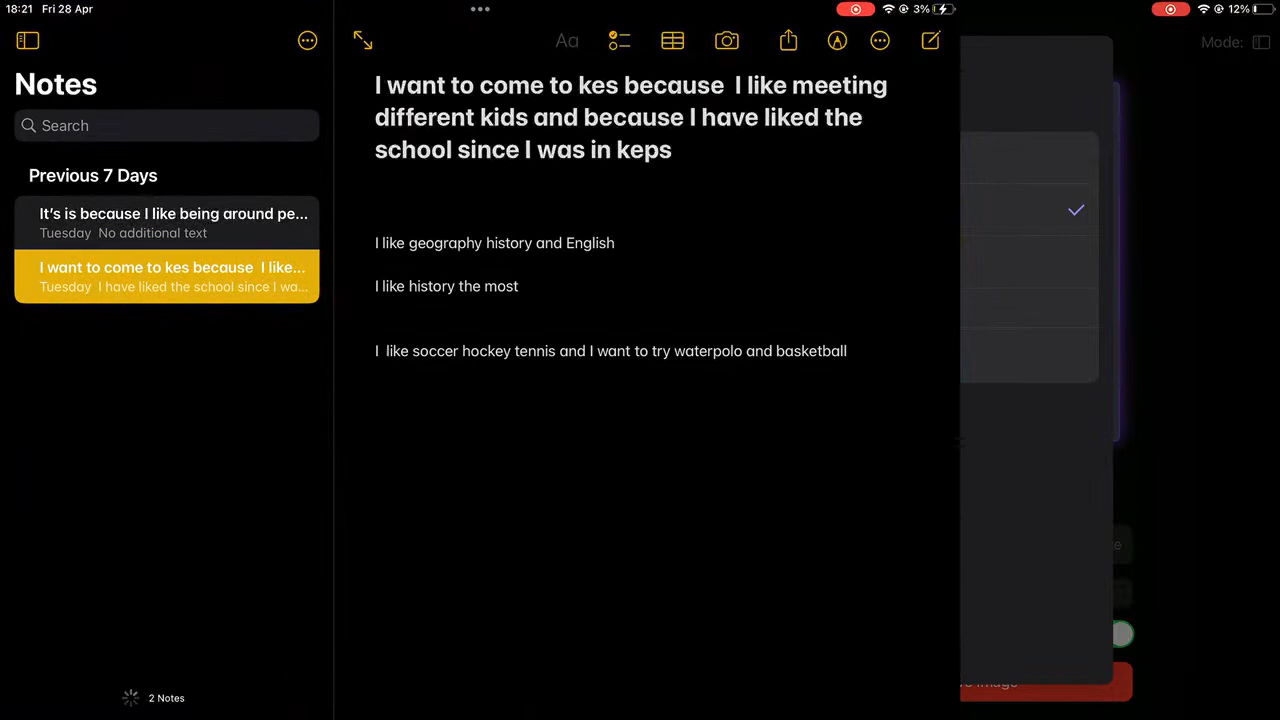 18:21 Fri 28 Apr
3%
12%
Mode:
Notes
Search
Previous 7 Days
It's is because I like being around pe...
Tuesday No additional text
I want to come to kes because I like...
Tuesday I have liked the school since I wa...
2 Notes
Aa
I want to come to kes because I like meeting
different kids and because I have liked the
school since I was in keps
I like geography history and English
I like history the most
I like soccer hockey tennis and I want to try waterpolo and basketball